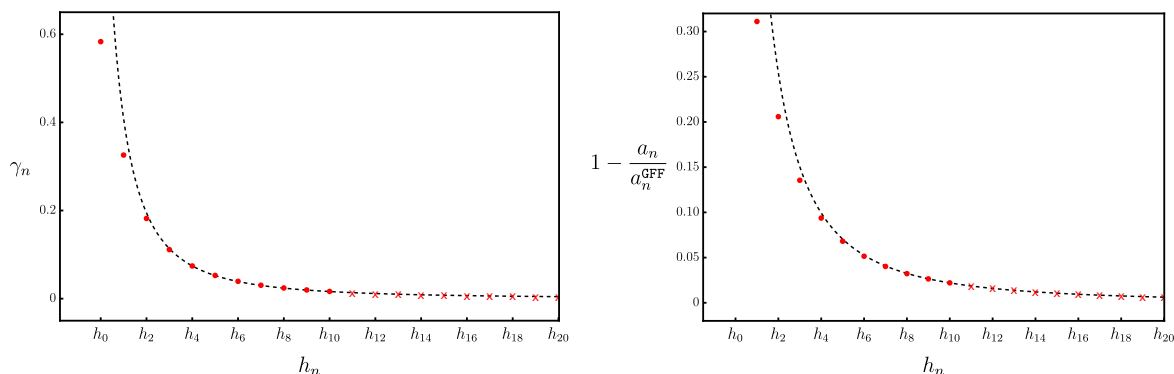 0.6
0.4
0.2
0
γₙ
h₀ h₂ h₄ h₆ h₈ h₁₀ h₁₂ h₁₄ h₁₆ h₁₈ h₂₀
hₙ
0.30
0.25
0.20
0.15
0.10
0.05
0
1 − aₙ / aₙ^GFF
h₀ h₂ h₄ h₆ h₈ h₁₀ h₁₂ h₁₄ h₁₆ h₁₈ h₂₀
hₙ